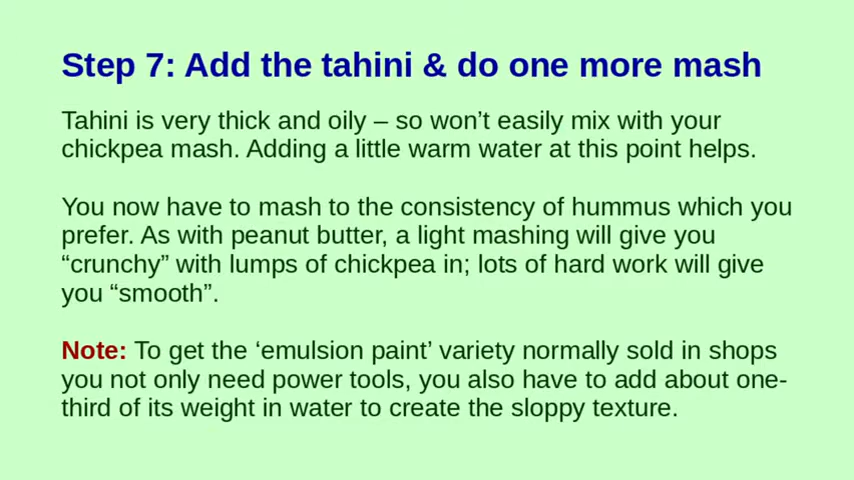 Step 7: Add the tahini & do one more mash
Tahini is very thick and oily – so won’t easily mix with your
chickpea mash. Adding a little warm water at this point helps.
You now have to mash to the consistency of hummus which you
prefer. As with peanut butter, a light mashing will give you
“crunchy” with lumps of chickpea in; lots of hard work will give
you “smooth”.
Note: To get the ‘emulsion paint’ variety normally sold in shops
you not only need power tools, you also have to add about one-
third of its weight in water to create the sloppy texture.